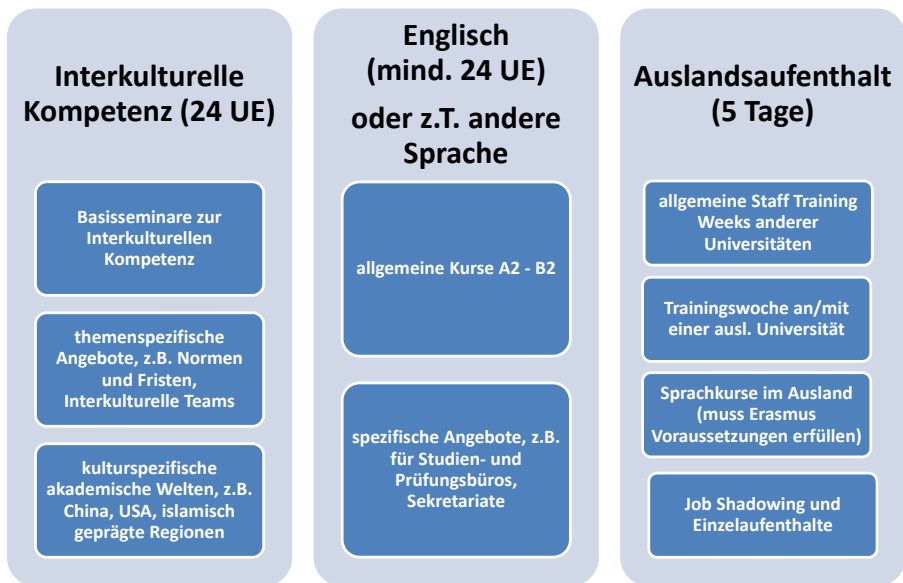 Interkulturelle
Kompetenz (24 UE)
Basisseminare zur
Interkulturellen
Kompetenz
themenspezifische
Angebote, z.B. Normen
und Fristen,
Interkulturelle Teams
kulturspezifische
akademische Welten, z.B.
China, USA, islamisch
geprägte Regionen
Englisch
(mind. 24 UE)
oder z.T. andere
Sprache
allgemeine Kurse A2 - B2
spezifische Angebote, z.B.
für Studien- und
Prüfungsbüros,
Sekretariate
Auslandsaufenthalt
(5 Tage)
allgemeine Staff Training
Weeks anderer
Universitäten
Trainingswoche an/mit
einer ausl. Universität
Sprachkurse im Ausland
(muss Erasmus
Voraussetzungen erfüllen)
Job Shadowing und
Einzelaufenthalte